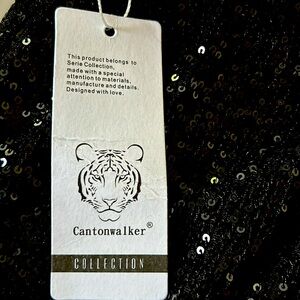 This product belongs to
Serie Collection,
made with a special
attention to materials,
manufacture and details.
Designed with love.
Cantonwalker®
COLLECTION